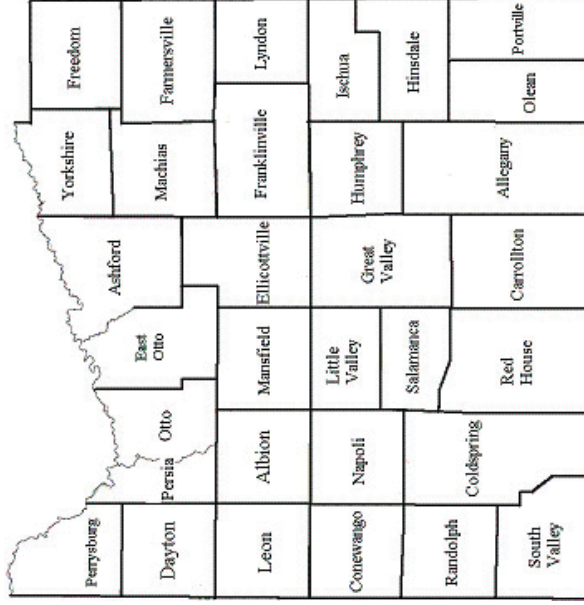 Freedom
Yorkshire
Farmersville
Machias
Ashford
East
Otto
Otto
Persia
Perrysburg
Dayton
Lyndon
Franklinville
Ellicottville
Mansfield
Albion
Leon
Ischua
Hinsdale
Humphrey
Great
Valley
Little
Valley
Salamanca
Napoli
Conewango
Portville
Olean
Allegany
Carrollton
Red
House
Coldspring
Randolph
South
Valley